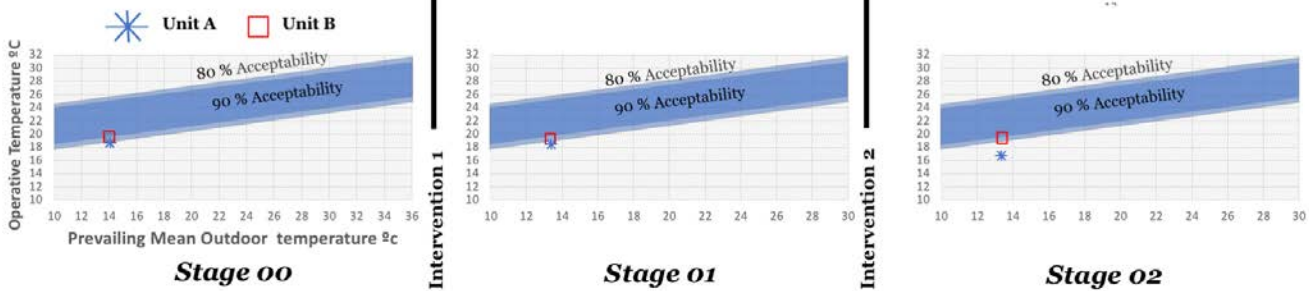 Unit A
Unit B
Operative Temperature ºC
32
30
28
26
24
22
20
18
16
14
12
10
80 % Acceptability
90 % Acceptability
10 12 14 16 18 20 22 24 26 28 30 32 34 36
Prevailing Mean Outdoor temperature ºc
Stage 00
Intervention 1
32
30
28
26
24
22
20
18
16
14
12
10
80 % Acceptability
90 % Acceptability
10 12 14 16 18 20 22 24 26 28 30
Stage 01
Intervention 2
32
30
28
26
24
22
20
18
16
14
12
10
80 % Acceptability
90 % Acceptability
10 12 14 16 18 20 22 24 26 28 30
Stage 02